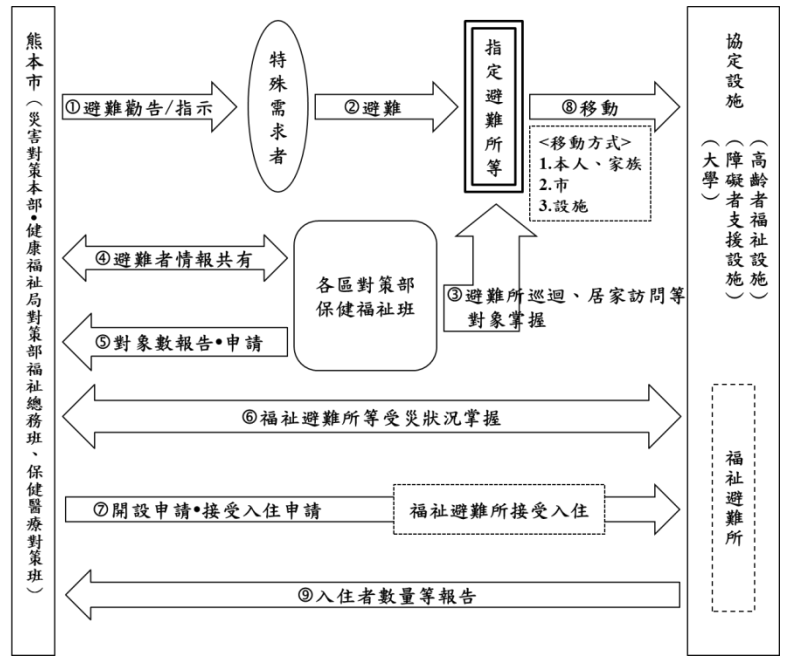 熊本市（災害對策本部•健康福祉局對策部福祉總務班、保健醫療對策班）
①避難勸告/指示
特殊需求者
②避難
指定避難所等
⑧移動
<移動方式>
1.本人、家族
2.市
3.設施
協定設施
（高齡者福祉設施）
（障礙者支援設施）
（大學）
④避難者情報共有
各區對策部
保健福祉班
③避難所巡迴、居家訪問等
對象掌握
⑤對象數報告•申請
⑥福祉避難所等受災狀況掌握
⑦開設申請•接受入住申請
福祉避難所接受入住
福祉避難所
⑨入住者數量等報告